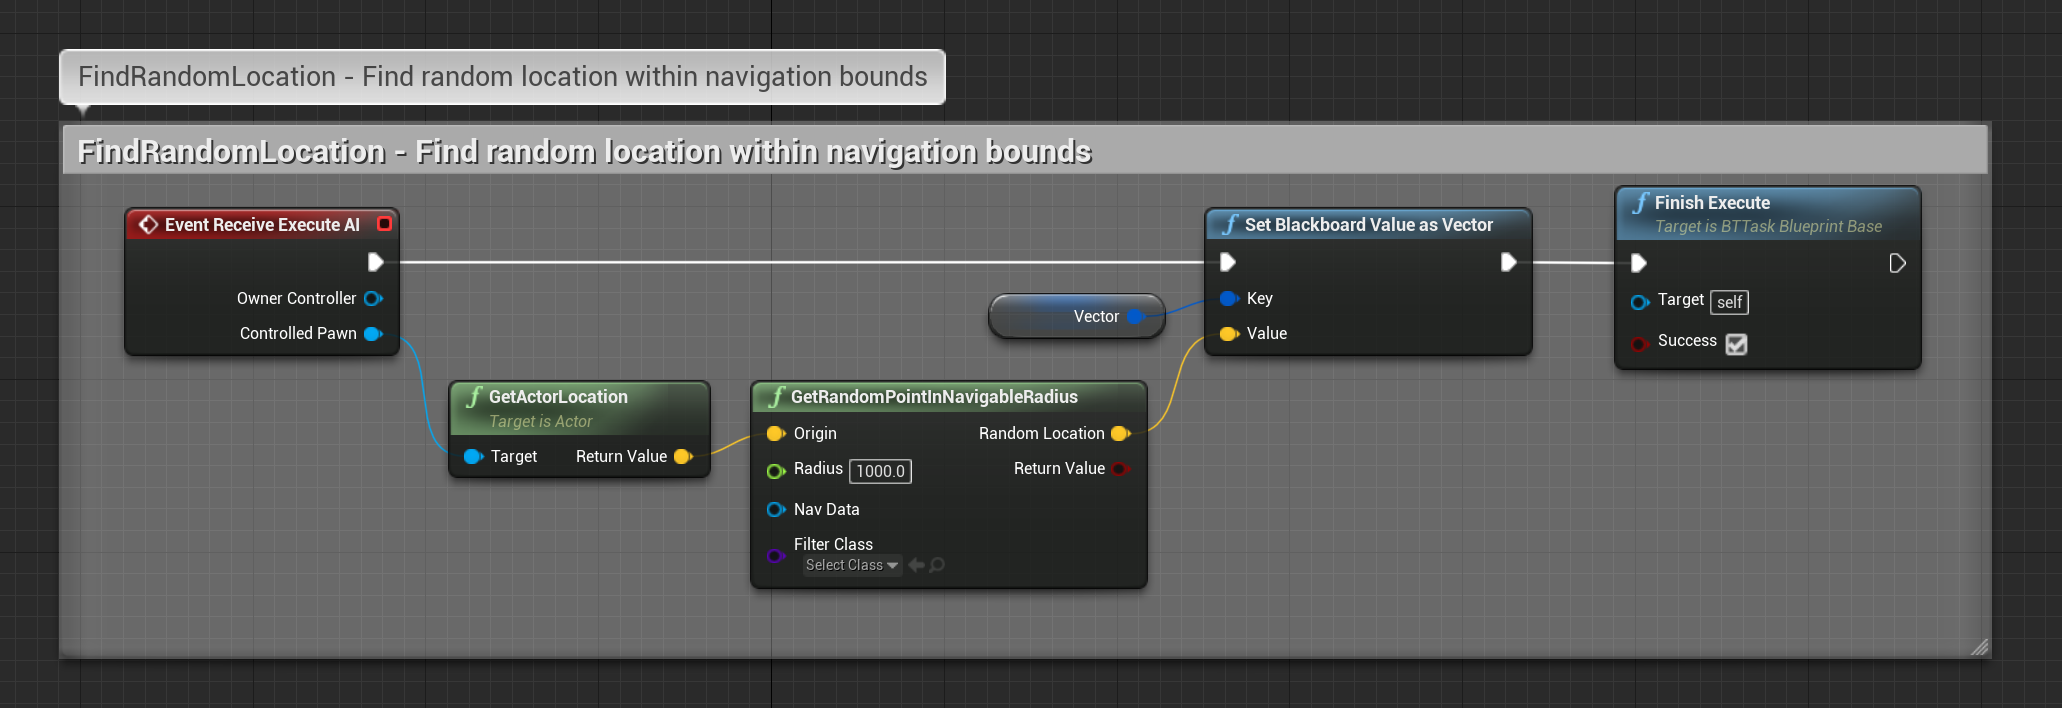 FindRandomLocation - Find random location within navigation bounds
FindRandomLocation - Find random location within navigation bounds
Event Receive Execute AI
Owner Controller
Controlled Pawn
GetActorLocation
Target is Actor
Target Return Value
Vector
GetRandomPointInNavigableRadius
Origin Random Location
Radius 1000.0 Return Value
Nav Data
Filter Class
Select Class
Set Blackboard Value as Vector
Key
Value
Finish Execute
Target is BTTask Blueprint Base
Target self
Success